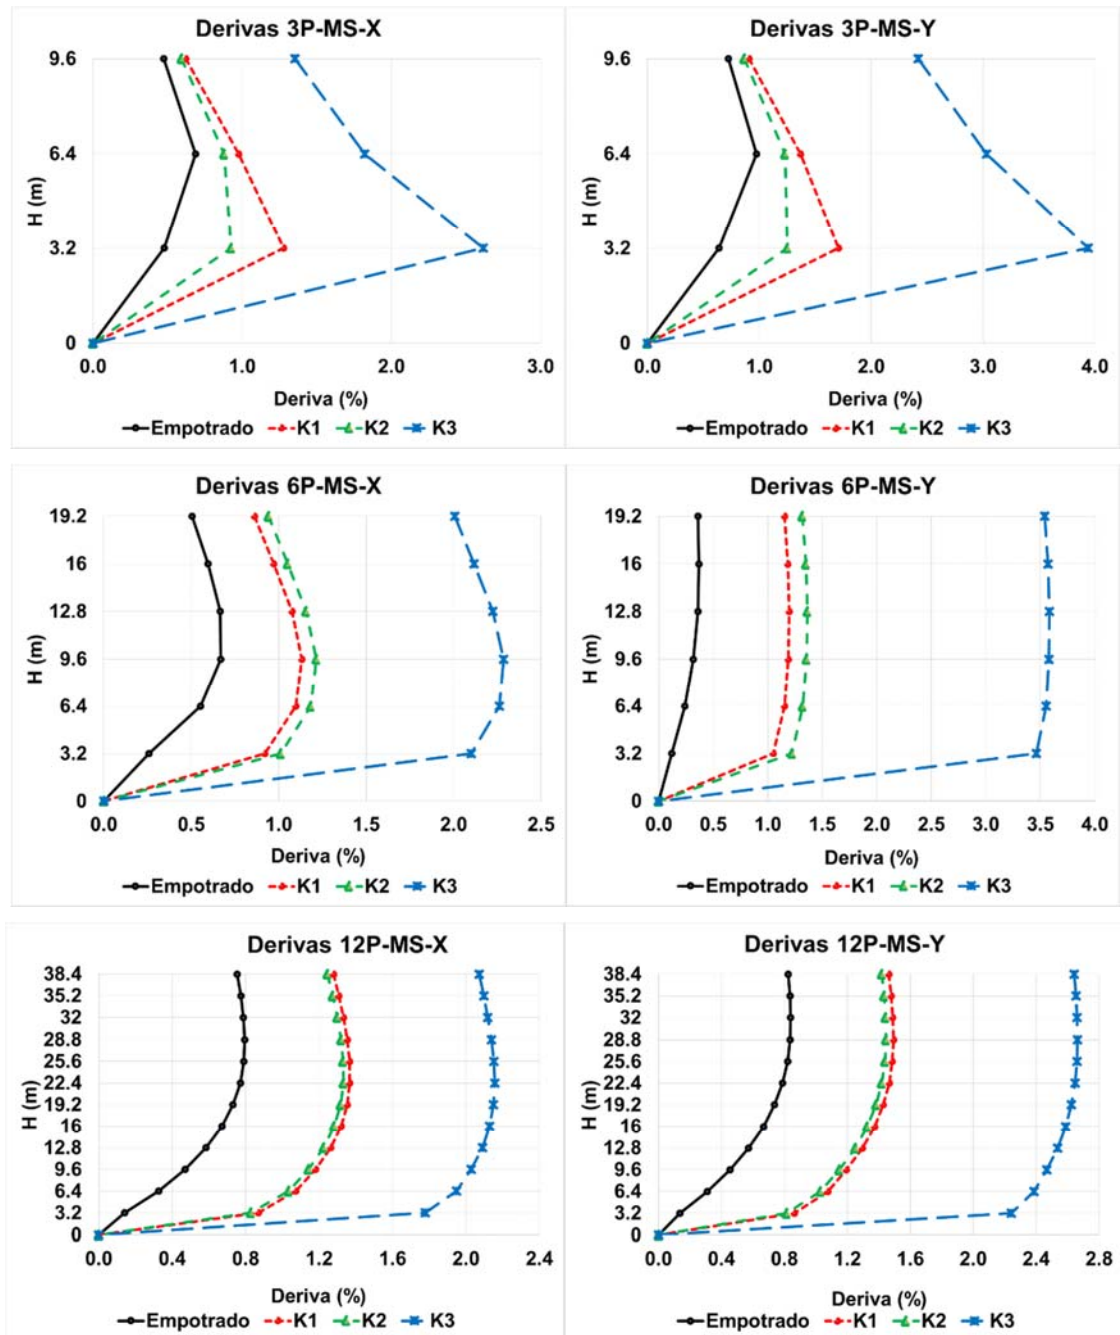 Derivas 3P-MS-X
9.6
6.4
3.2
0
H (m)
0.0 1.0 2.0 3.0
Deriva (%)
Empotrado K1 K2 K3
Derivas 3P-MS-Y
9.6
6.4
3.2
0
H (m)
0.0 1.0 2.0 3.0 4.0
Deriva (%)
Empotrado K1 K2 K3
Derivas 6P-MS-X
19.2
16
12.8
9.6
6.4
3.2
0
H (m)
0.0 0.5 1.0 1.5 2.0 2.5
Deriva (%)
Empotrado K1 K2 K3
Derivas 6P-MS-Y
19.2
16
12.8
9.6
6.4
3.2
0
H (m)
0.0 0.5 1.0 1.5 2.0 2.5 3.0 3.5 4.0
Deriva (%)
Empotrado K1 K2 K3
Derivas 12P-MS-X
38.4
35.2
32
28.8
25.6
22.4
19.2
16
12.8
9.6
6.4
3.2
0
H (m)
0.0 0.4 0.8 1.2 1.6 2.0 2.4
Deriva (%)
Empotrado K1 K2 K3
Derivas 12P-MS-Y
38.4
35.2
32
28.8
25.6
22.4
19.2
16
12.8
9.6
6.4
3.2
0
H (m)
0.0 0.4 0.8 1.2 1.6 2.0 2.4 2.8
Deriva (%)
Empotrado K1 K2 K3